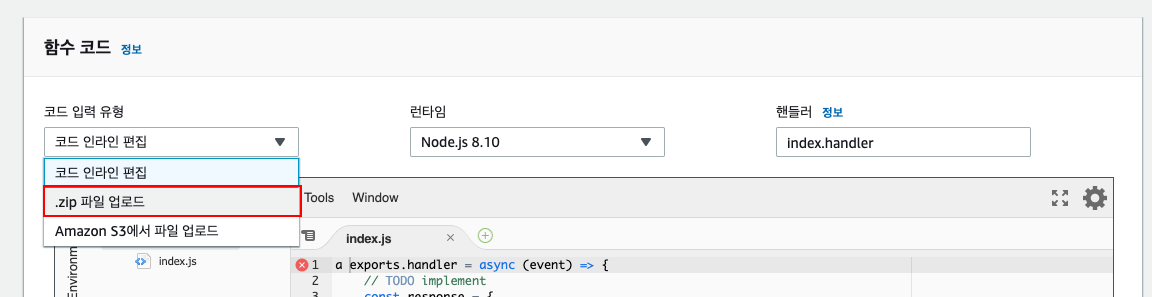 함수 코드 정보
코드 입력 유형 런타임 핸들러 정보
코드 인라인 편집 Node.js 8.10 index.handler
코드 인라인 편집
.zip 파일 업로드
Amazon S3에서 파일 업로드
Tools Window
index.js
Environm
index.js
1 a exports.handler = async (event) => {
2 // TODO implement
3 const response = {